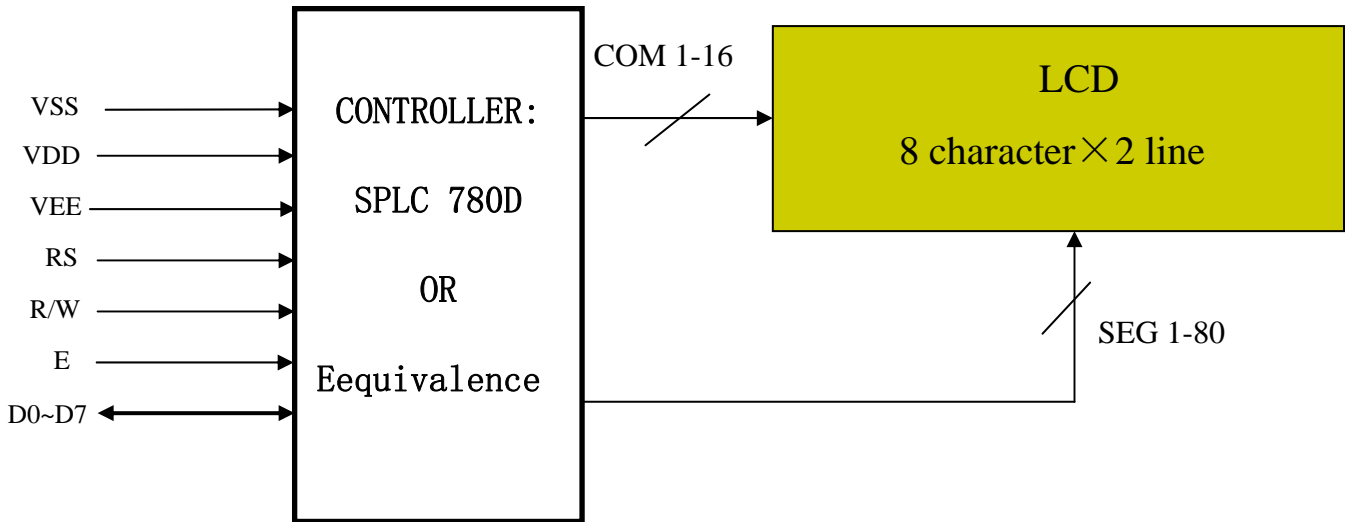 VSS
VDD
VEE
RS
R/W
E
D0~D7
CONTROLLER:
SPLC 780D
OR
Eequivalence
COM 1-16
LCD
8 character×2 line
SEG 1-80